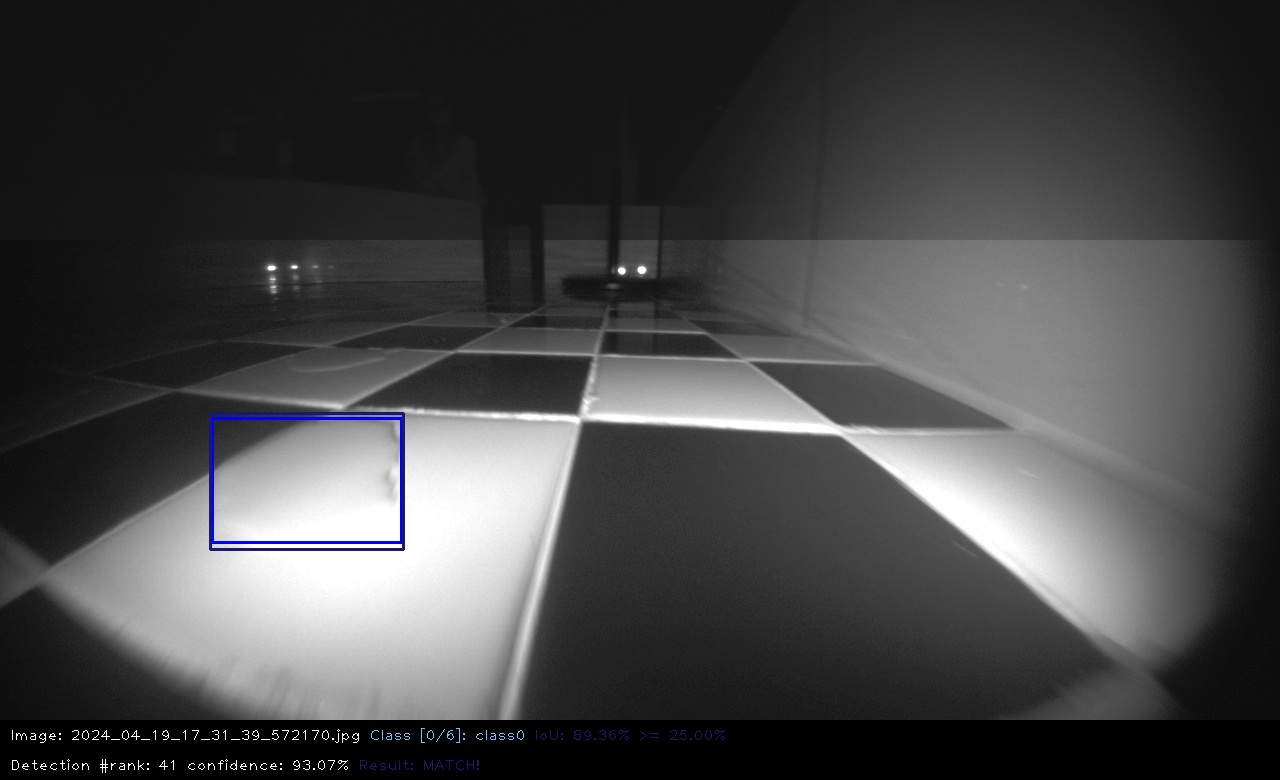 Image: 2024_04_19_17_31_39_572170.jpg Class [0/6]: class0 IoU: 89.36% >= 25.00%
Detection #rank: 41 confidence: 93.07% Result: MATCH!